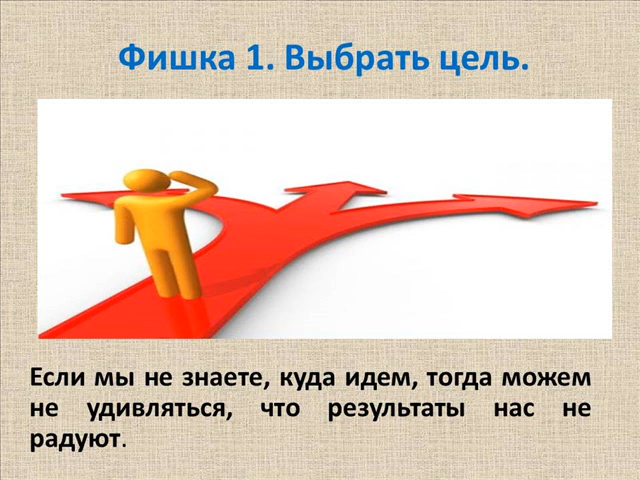 Фишка 1. Выбрать цель.
Если мы не знаете, куда идем, тогда можем
не удивляться, что результаты нас не
радуют.